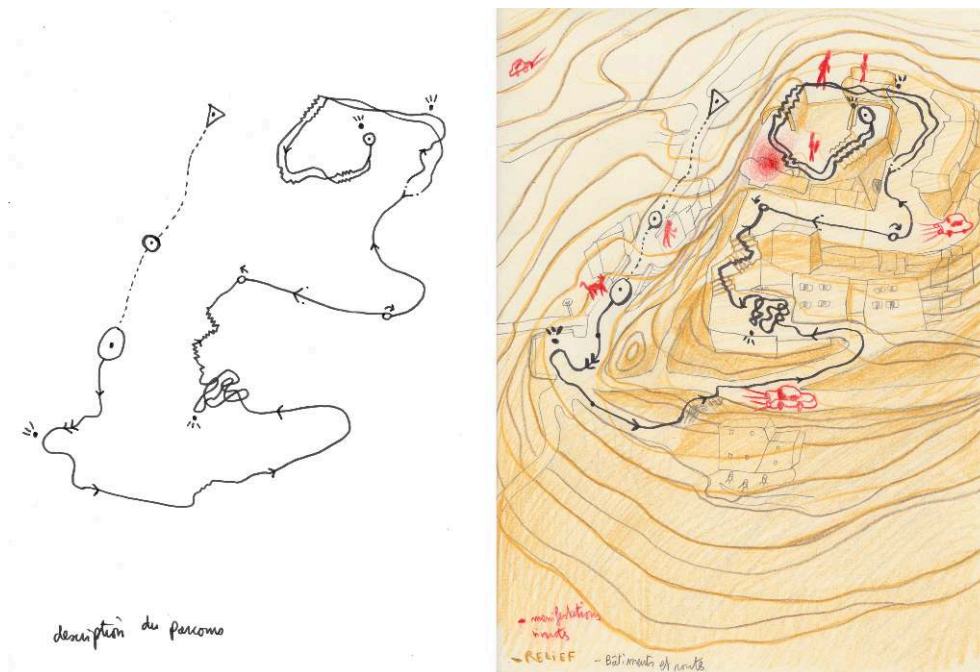 description du parcours
- manifestations
- RELIEF
- Bâtiments et route